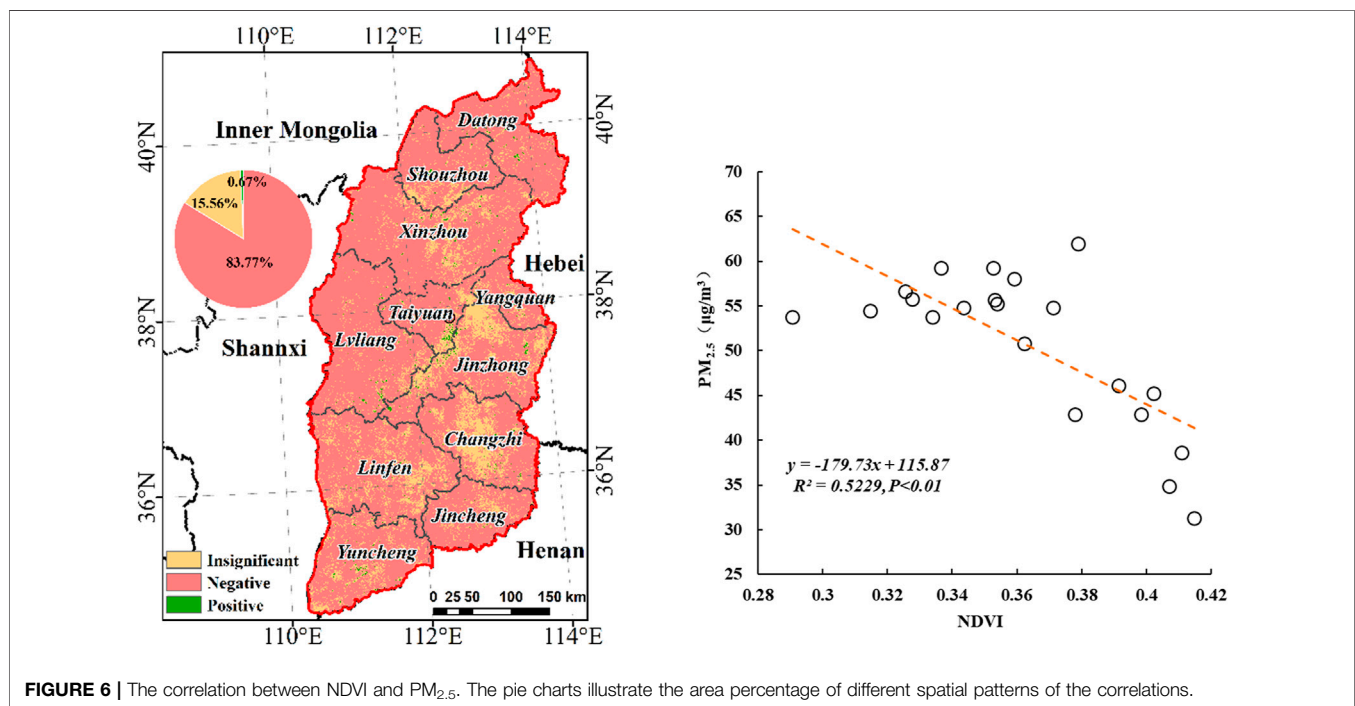 110°E 112°E 114°E
40°N
38°N
36°N
40°N
38°N
36°N
110°E 112°E 114°E
Inner Mongolia
Hebei
Shannxi
Henan
0.67%
15.56%
83.77%
Datong
Shouzhou
Xinzhou
Yangquan
Taiyuan
Lvliang
Jinzhong
Changzhi
Linfen
Jincheng
Yuncheng
Insignificant
Negative
Positive
0 25 50 100 150 km
PM2.5 (μg/m³)
70
65
60
55
50
45
40
35
30
25
y = -179.73x + 115.87
R² = 0.5229, P<0.01
0.28 0.3 0.32 0.34 0.36 0.38 0.4 0.42
NDVI
FIGURE 6 | The correlation between NDVI and PM2.5. The pie charts illustrate the area percentage of different spatial patterns of the correlations.